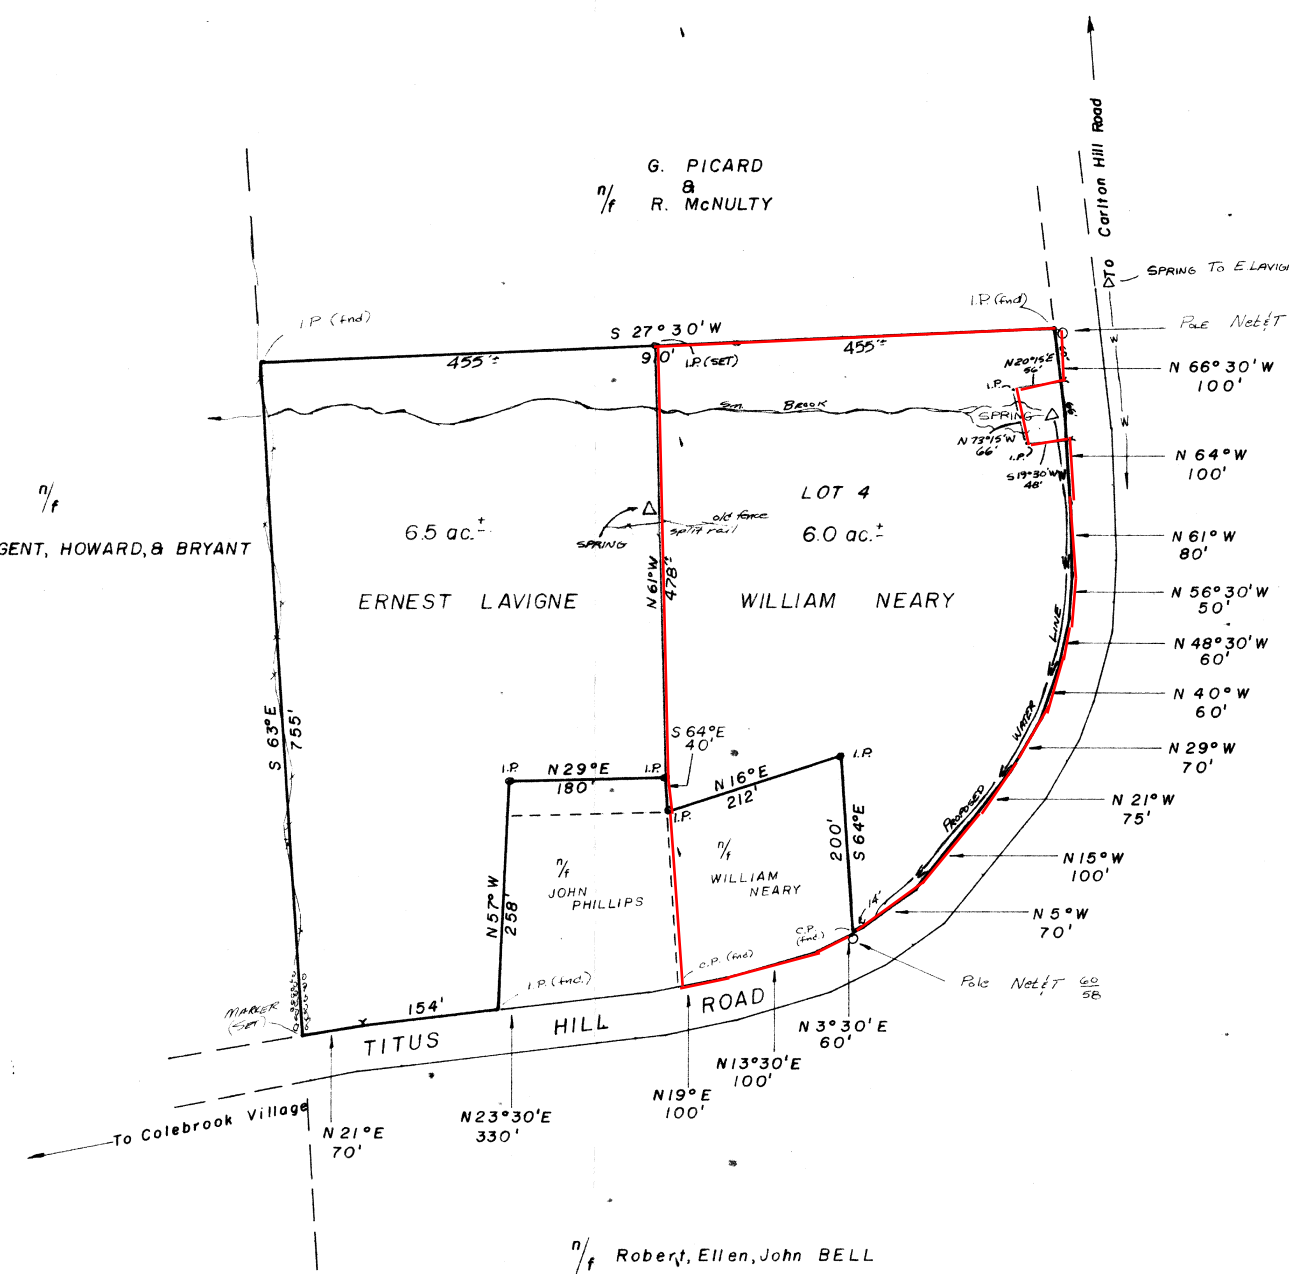 G. PICARD
&
n/f R. McNULTY
To Carlton Hill Road
SPRING TO E. LAVIGN
I.P. (fnd)
I.P. (fnd)
S 27° 30' W
910'
I.P. (SET)
455'±
455'±
Pole Net&T
N 66° 30' W
100'
N20°15'E
56'
I.P.
Sm. Brook
SPRING
66'
W
W
N 73°15'W
66'
I.P.
S19°30'W
48'
N 64° W
100'
n/f
GENT, HOWARD, & BRYANT
LOT 4
6.5 ac.±
6.0 ac.±
old fence
split rail
SPRING
N 61° W
80'
ERNEST LAVIGNE
WILLIAM NEARY
N 61° W
478'±
N 56° 30' W
50'
N 48° 30' W
60'
N 40° W
60'
PROPOSED WATER LINE
S 63° E
755'
S 64° E
40'
N 29° W
70'
I.P.
N 29° E
180'
I.P.
N 16° E
212'
I.P.
I.P.
N 21° W
75'
200'
S 64° E
N 15° W
100'
n/f
JOHN
PHILLIPS
n/f
WILLIAM
NEARY
N 57° W
258'
14'
N 5° W
70'
C.P.
(fnd.)
C.P. (fnd)
I.P. (fnd.)
Pole Net&T 60/58
MARKER
(SET)
154'
TITUS HILL ROAD
N 3° 30' E
60'
N 13° 30' E
100'
N 19° E
100'
N 23° 30' E
330'
N 21° E
70'
To Colebrook Village
n/f Robert, Ellen, John BELL